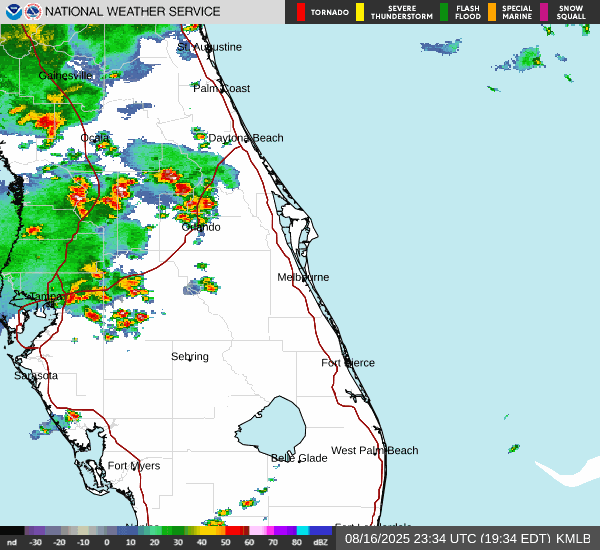 NATIONAL WEATHER SERVICE
TORNADO
SEVERE THUNDERSTORM
FLASH FLOOD
SPECIAL MARINE
SNOW SQUALL
St. Augustine
Gainesville
Palm Coast
Ocala
Daytona Beach
Orlando
Melbourne
Tampa
Sebring
Fort Pierce
Sarasota
West Palm Beach
Belle Glade
Fort Myers
nd -30 -20 -10 0 10 20 30 40 50 60 70 80 dBZ
08/16/2025 23:34 UTC (19:34 EDT) KMLB